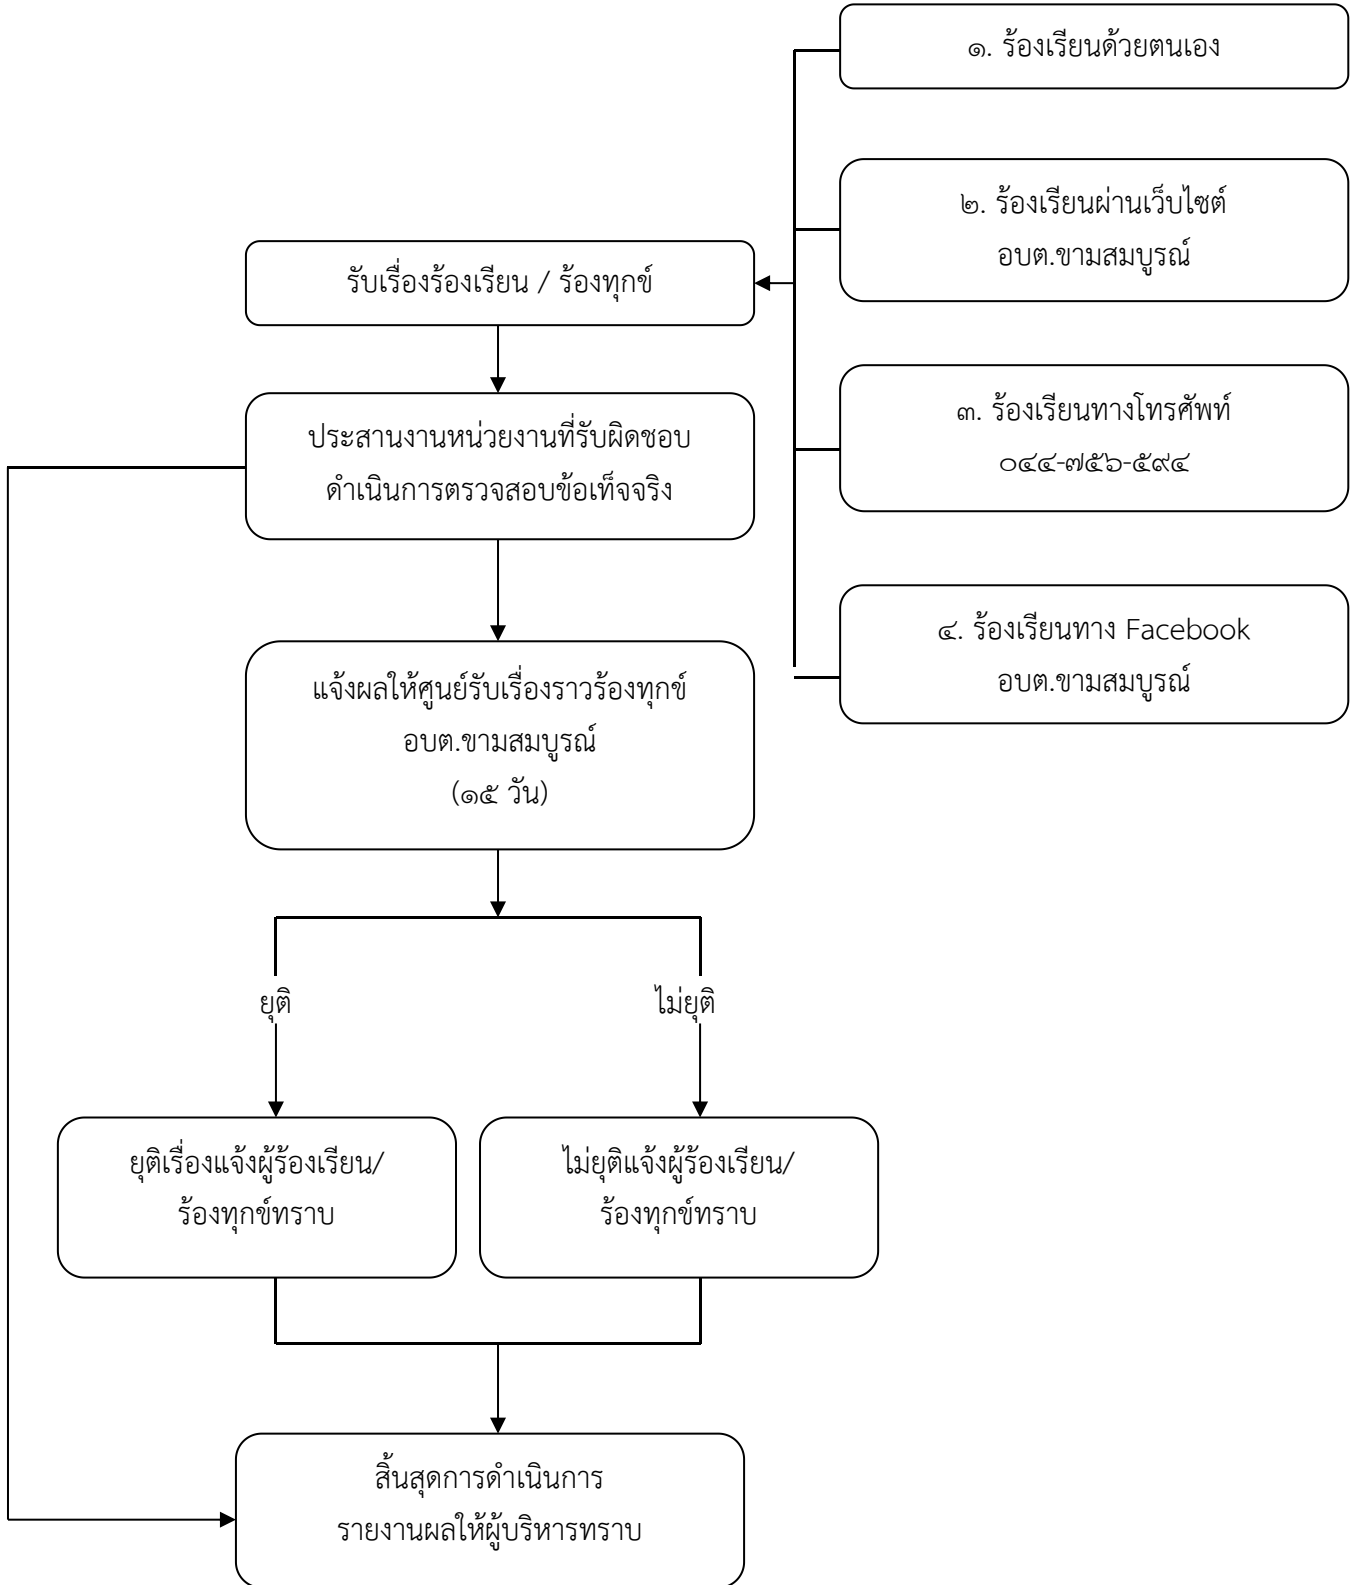 ๑. ร้องเรียนด้วยตนเอง
๒. ร้องเรียนผ่านเว็บไซต์
อบต.ขามสมบูรณ์
๓. ร้องเรียนทางโทรศัพท์
๐๔๔-๗๕๖-๕๙๔
๔. ร้องเรียนทาง Facebook
อบต.ขามสมบูรณ์
รับเรื่องร้องเรียน / ร้องทุกข์
ประสานงานหน่วยงานที่รับผิดชอบ
ดำเนินการตรวจสอบข้อเท็จจริง
แจ้งผลให้ศูนย์รับเรื่องราวร้องทุกข์
อบต.ขามสมบูรณ์
(๑๕ วัน)
ยุติ
ไม่ยุติ
ยุติเรื่องแจ้งผู้ร้องเรียน/
ร้องทุกข์ทราบ
ไม่ยุติแจ้งผู้ร้องเรียน/
ร้องทุกข์ทราบ
สิ้นสุดการดำเนินการ
รายงานผลให้ผู้บริหารทราบ